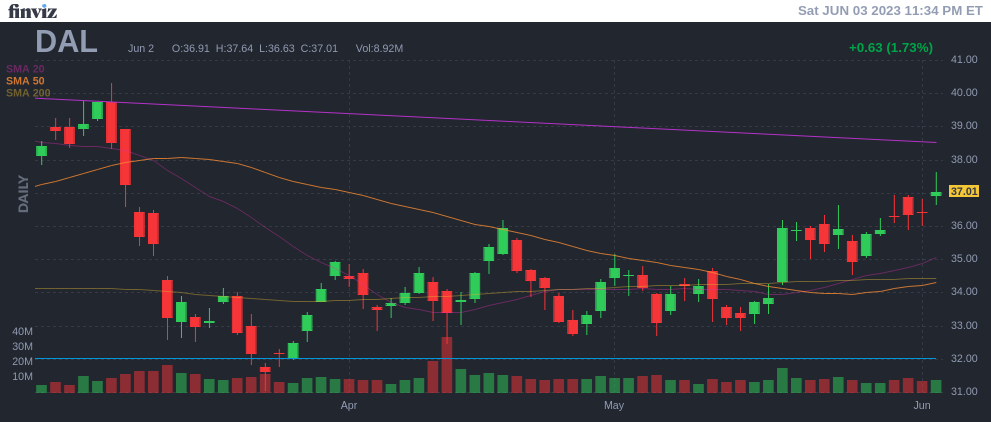 finviz
Sat JUN 03 2023 11:34 PM ET
DAL
Jun 2 O:36.91 H:37.64 L:36.63 C:37.01 Vol:8.92M
+0.63 (1.73%)
SMA 20
SMA 50
SMA 200
DAILY
41.00
40.00
39.00
38.00
37.01
36.00
35.00
34.00
33.00
32.00
31.00
40M
30M
20M
10M
Apr May Jun